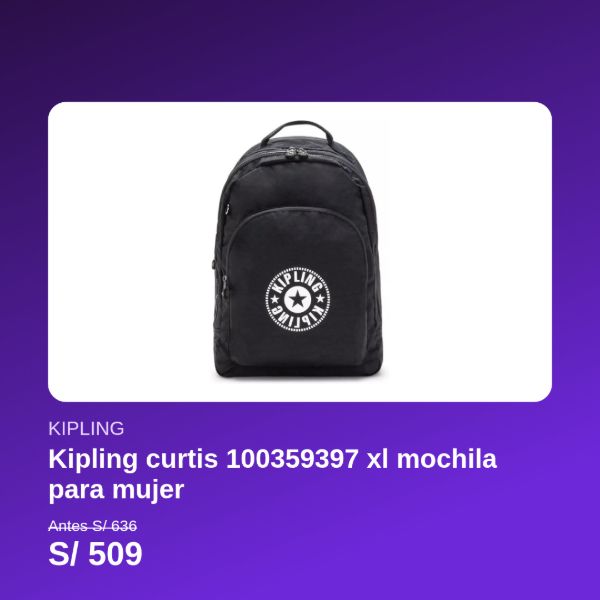 KIPLING
KIPLING
KIPLING
Kipling curtis 100359397 xl mochila
para mujer
Antes S/ 636
S/ 509